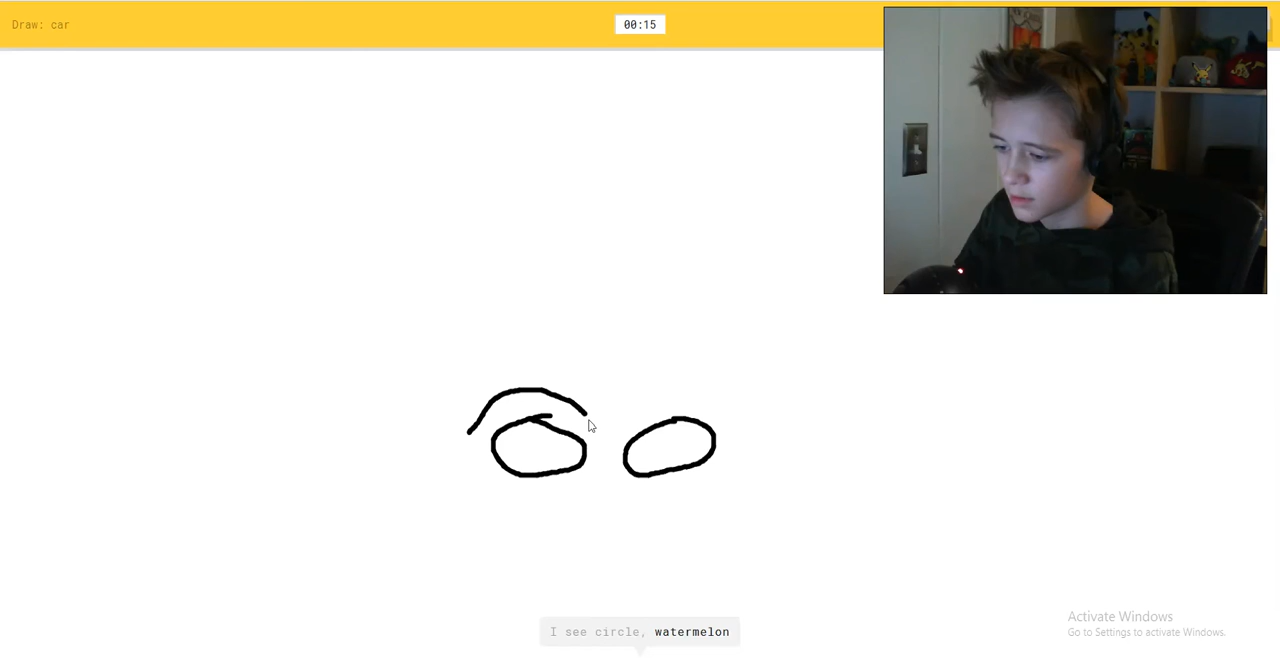 Draw: car
00:15
I see circle, watermelon
Activate Windows
Go to Settings to activate Windows.